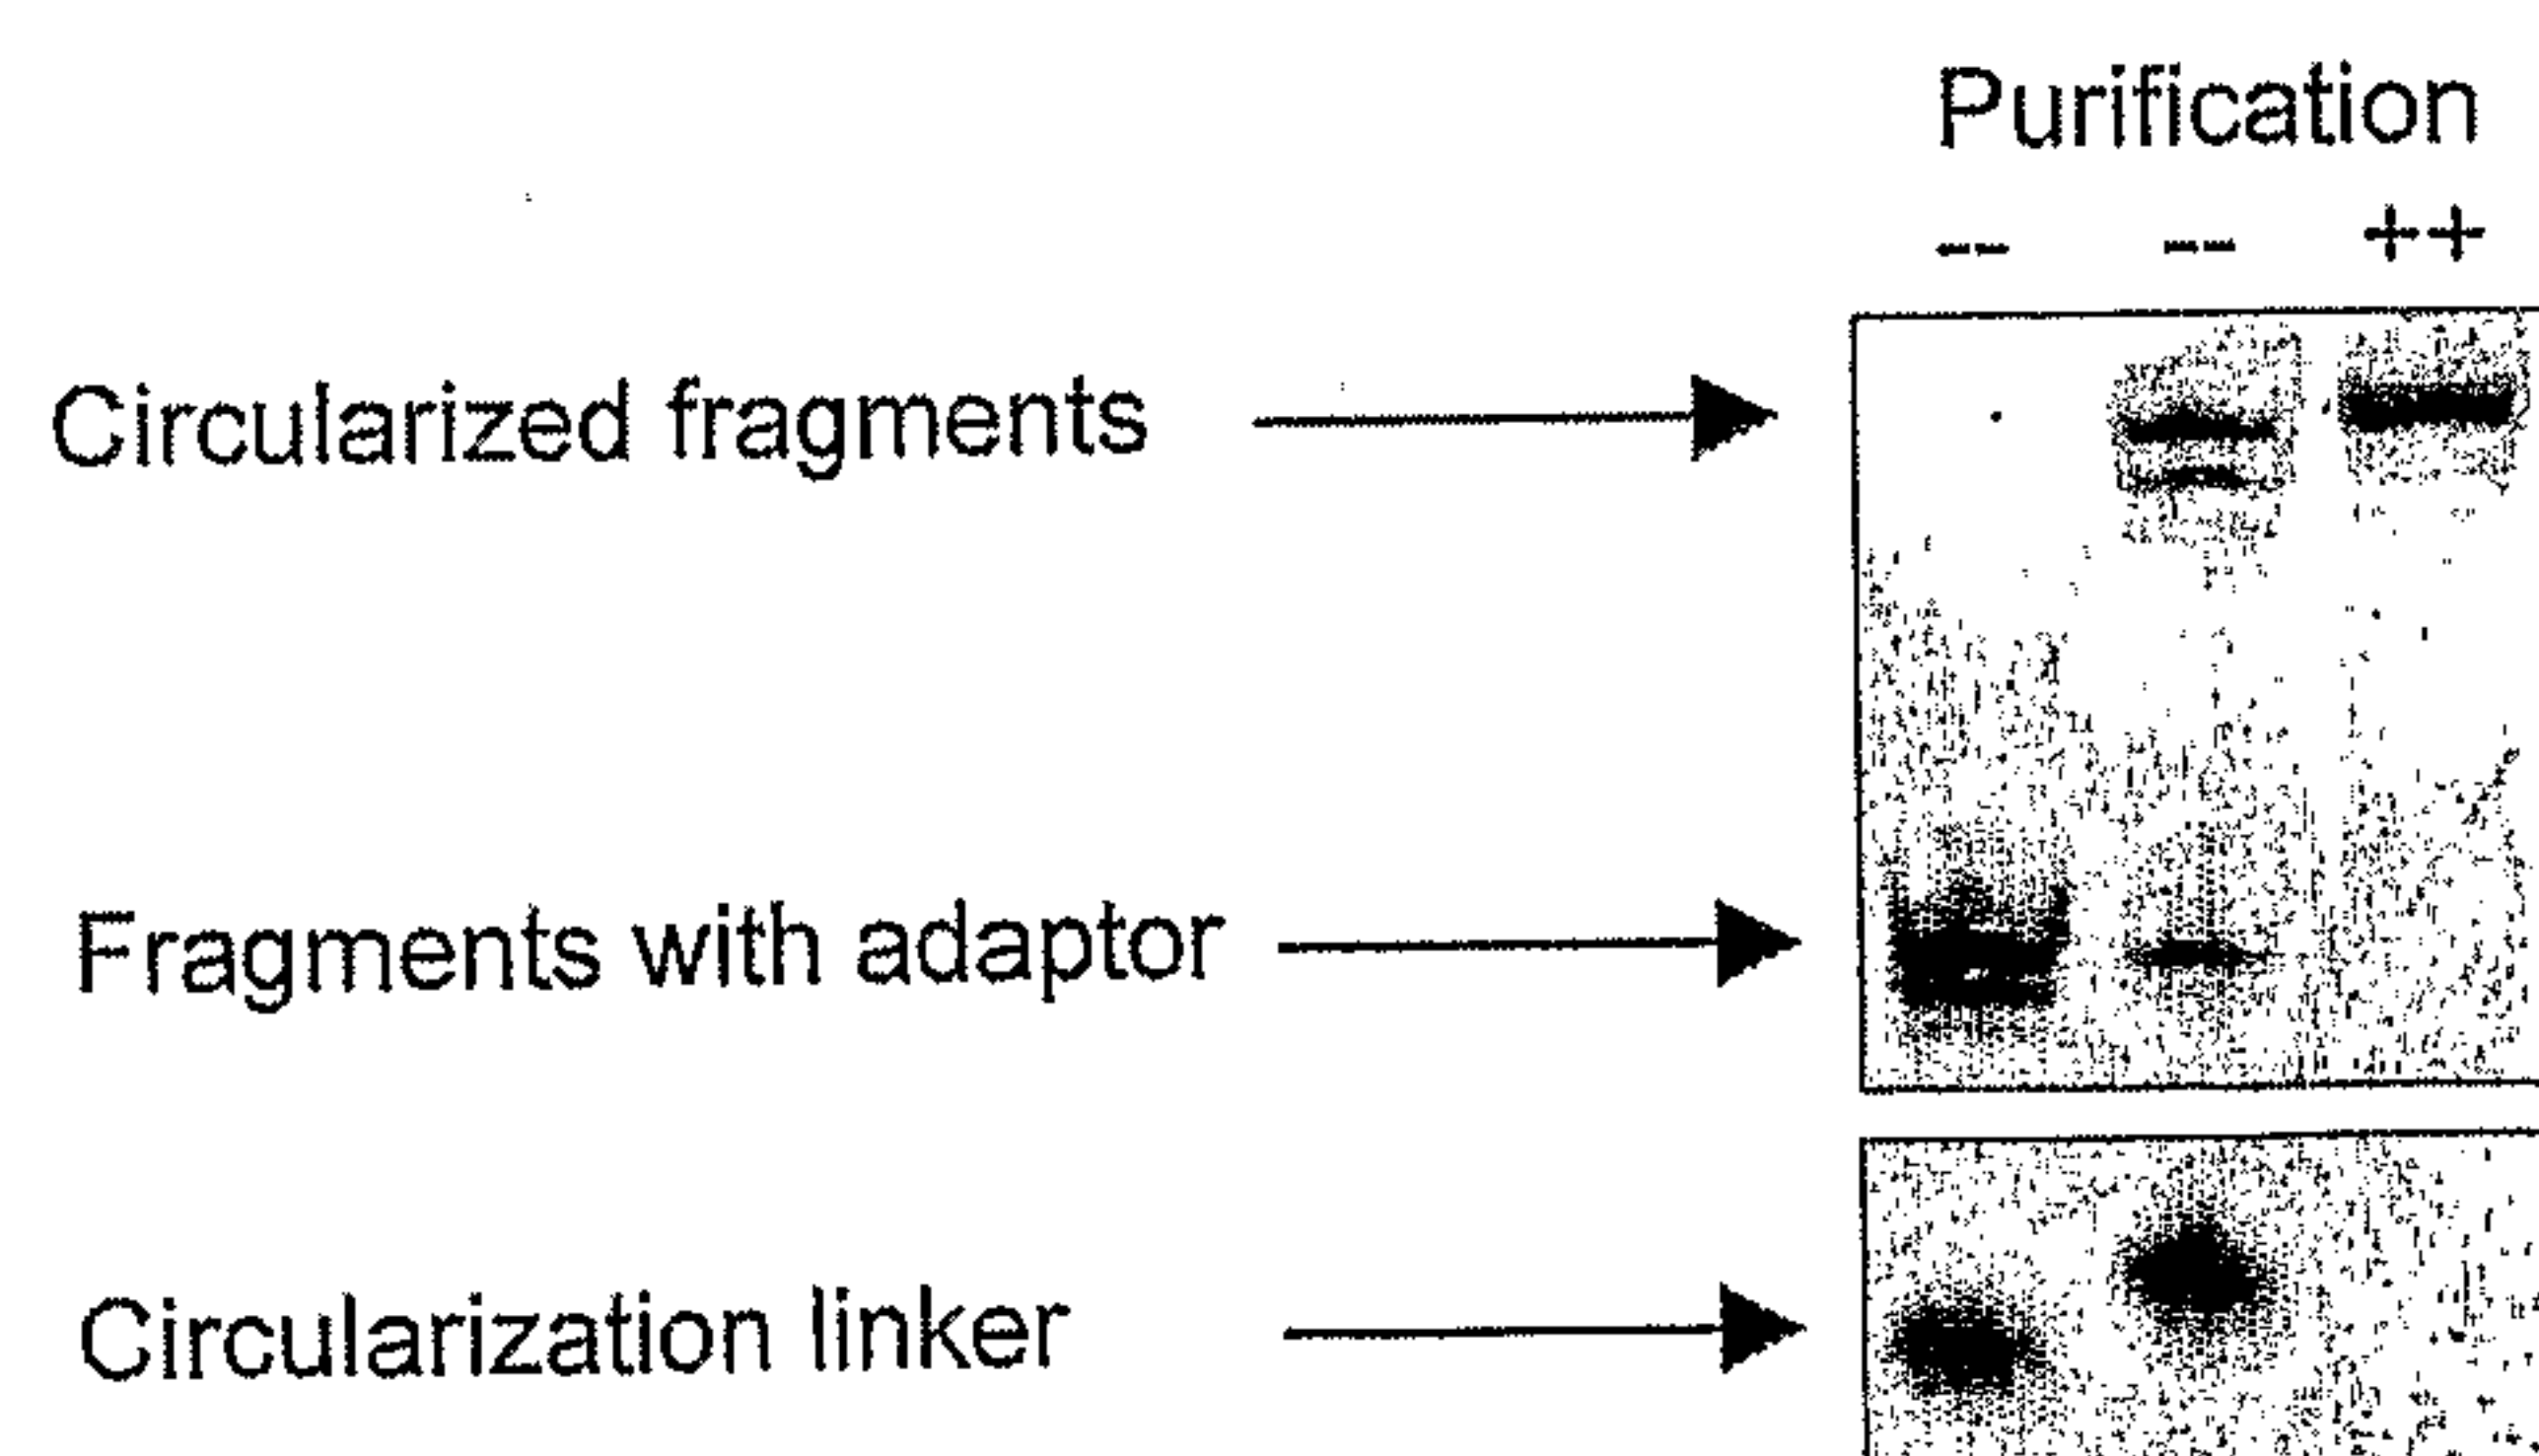 Purification
-- -- ++
Circularized fragments
Fragments with adaptor
Circularization linker